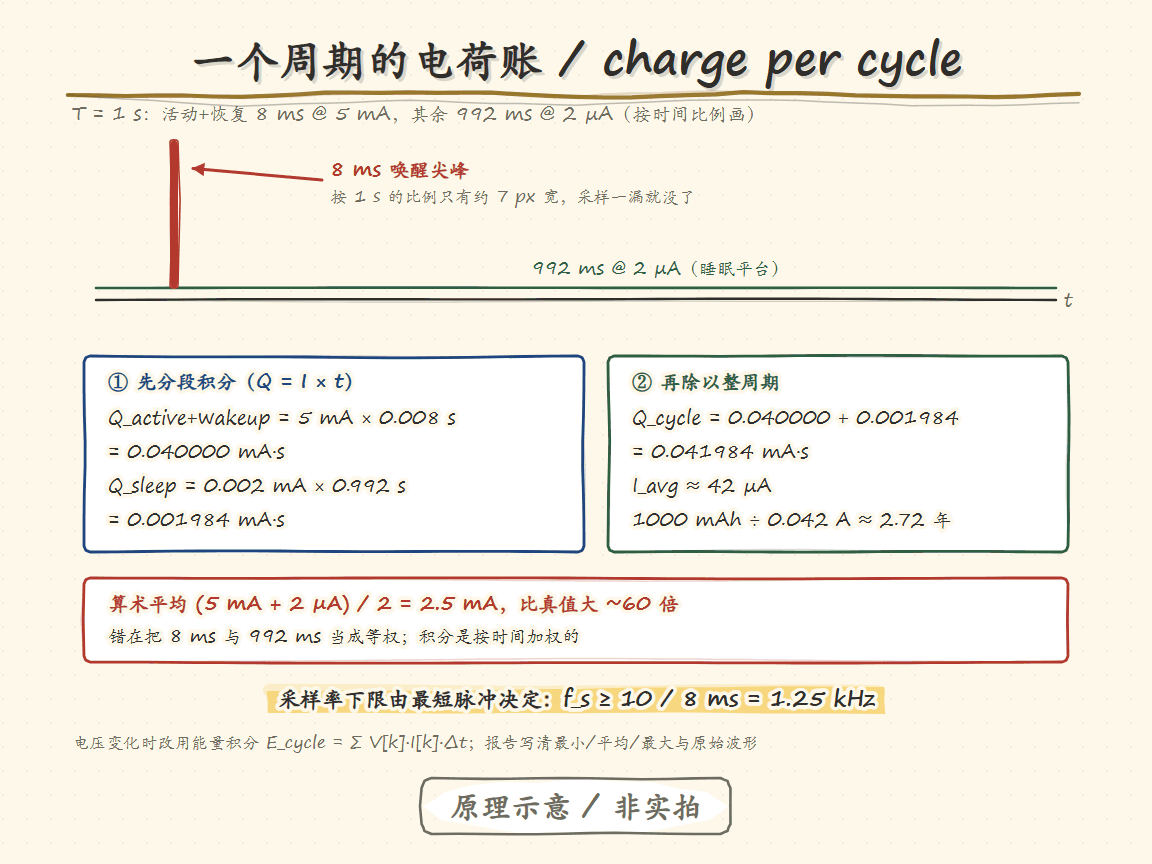 一个周期的电荷账 / charge per cycle
T = 1 s：活动+恢复 8 ms @ 5 mA，其余 992 ms @ 2 μA（按时间比例画）
8 ms 唤醒尖峰
按 1 s 的比例只有约 7 px 宽，采样一漏就没了
992 ms @ 2 μA（睡眠平台）
t
① 先分段积分（Q = I × t）
Q_active+wakeup = 5 mA × 0.008 s
= 0.040000 mA·s
Q_sleep = 0.002 mA × 0.992 s
= 0.001984 mA·s
② 再除以整周期
Q_cycle = 0.040000 + 0.001984
= 0.041984 mA·s
I_avg ≈ 42 μA
1000 mAh ÷ 0.042 A ≈ 2.72 年
算术平均 (5 mA + 2 μA) / 2 = 2.5 mA，比真值大 ~60 倍
错在把 8 ms 与 992 ms 当成等权；积分是按时间加权的
采样率下限由最短脉冲决定：f_s ≥ 10 / 8 ms = 1.25 kHz
电压变化时改用能量积分 E_cycle = Σ V[k]·I[k]·Δt；报告写清最小/平均/最大与原始波形
原理示意 / 非实拍